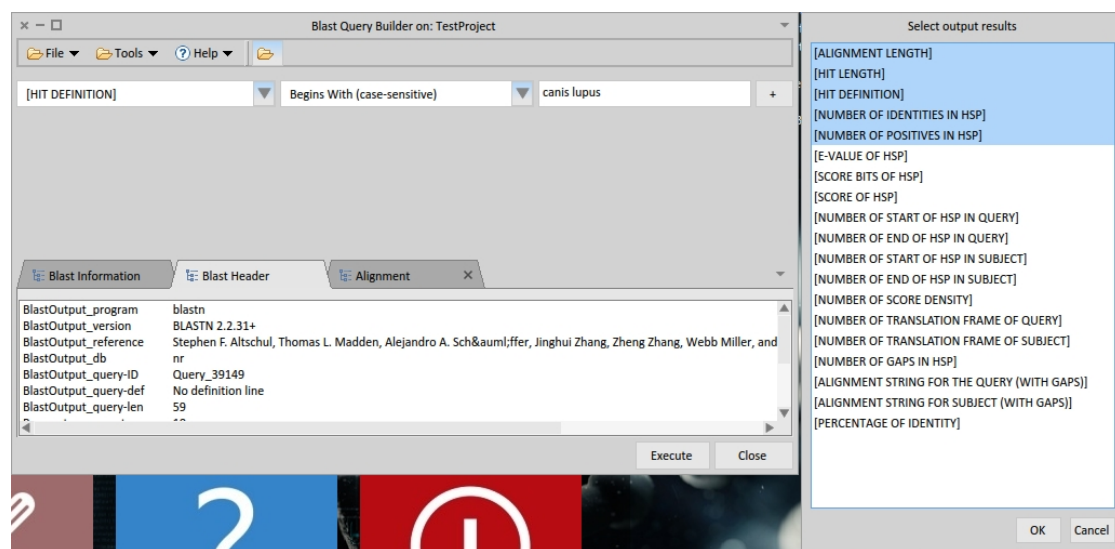 Blast Query Builder on: TestProject
File Tools Help
[HIT DEFINITION] Begins With (case-sensitive) canis lupus +
Blast Information Blast Header Alignment
BlastOutput_program blastn
BlastOutput_version BLASTN 2.2.31+
BlastOutput_reference Stephen F. Altschul, Thomas L. Madden, Alejandro A. Sch&auml;ffer, Jinghui Zhang, Zheng Zhang, Webb Miller, and
BlastOutput_db nr
BlastOutput_query-ID Query_39149
BlastOutput_query-def No definition line
BlastOutput_query-len 59
Execute Close
Select output results
[ALIGNMENT LENGTH]
[HIT LENGTH]
[HIT DEFINITION]
[NUMBER OF IDENTITIES IN HSP]
[NUMBER OF POSITIVES IN HSP]
[E-VALUE OF HSP]
[SCORE BITS OF HSP]
[SCORE OF HSP]
[NUMBER OF START OF HSP IN QUERY]
[NUMBER OF END OF HSP IN QUERY]
[NUMBER OF START OF HSP IN SUBJECT]
[NUMBER OF END OF HSP IN SUBJECT]
[NUMBER OF SCORE DENSITY]
[NUMBER OF TRANSLATION FRAME OF QUERY]
[NUMBER OF TRANSLATION FRAME OF SUBJECT]
[NUMBER OF GAPS IN HSP]
[ALIGNMENT STRING FOR THE QUERY (WITH GAPS)]
[ALIGNMENT STRING FOR SUBJECT (WITH GAPS)]
[PERCENTAGE OF IDENTITY]
OK Cancel